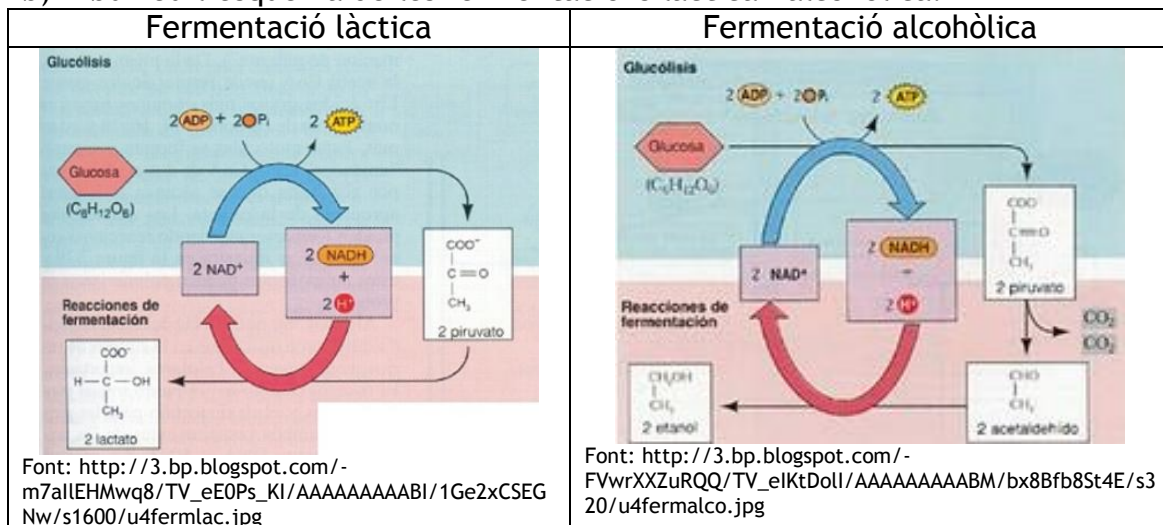 Fermentació làctica
Fermentació alcohòlica
Glucólisis
2 ADP + 2 Pi 2 ATP
Glucosa
(C6H12O6)
2 NAD+
2 NADH
+
2 H+
COO-
C=O
CH3
2 piruvato
Reacciones de
fermentación
COO-
H-C-OH
CH3
2 lactato
Font: http://3.bp.blogspot.com/-
m7aIlEHMwq8/TV_eE0Ps_KI/AAAAAAAAABI/1Ge2xCSEG
Nw/s1600/u4fermlac.jpg
Glucólisis
2 ADP + 2 Pi 2 ATP
Glucosa
(C6H12O6)
2 NAD+
2 NADH
2 H+
COO
C=O
CH3
2 piruvato
CO2
CO2
Reacciones de
fermentación
CH2OH
CH3
2 etanol
CHO
CH3
2 acetaldehído
Font: http://3.bp.blogspot.com/-
FVwrXXZuRQQ/TV_eIKtDolI/AAAAAAAAABM/bx8Bfb8St4E/s3
20/u4fermalco.jpg